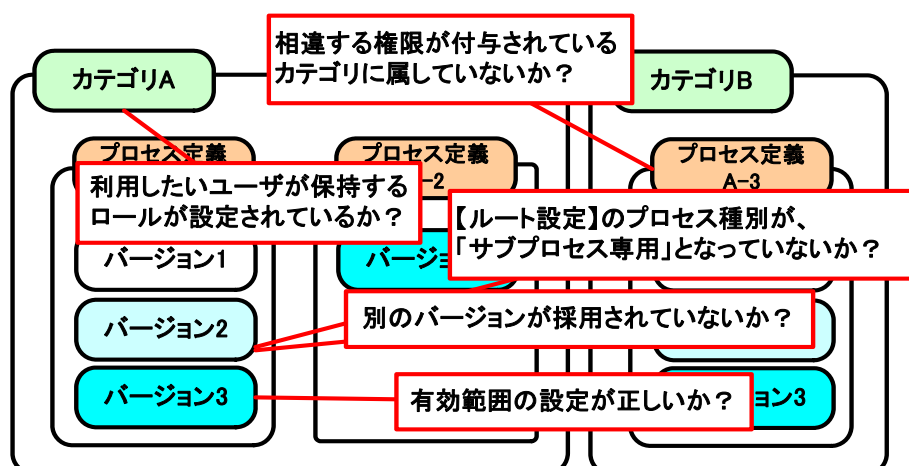 相違する権限が付与されている
カテゴリに属していないか？
カテゴリA
カテゴリB
プロセス定義
プロセス定義
-2
プロセス定義
A-3
利用したいユーザが保持する
ロールが設定されているか？
【ルート設定】のプロセス種別が、
「サブプロセス専用」となっていないか？
バージョン1
バージョ
バージョン2
別のバージョンが採用されていないか？
バージョン3
有効範囲の設定が正しいか？
ョン3